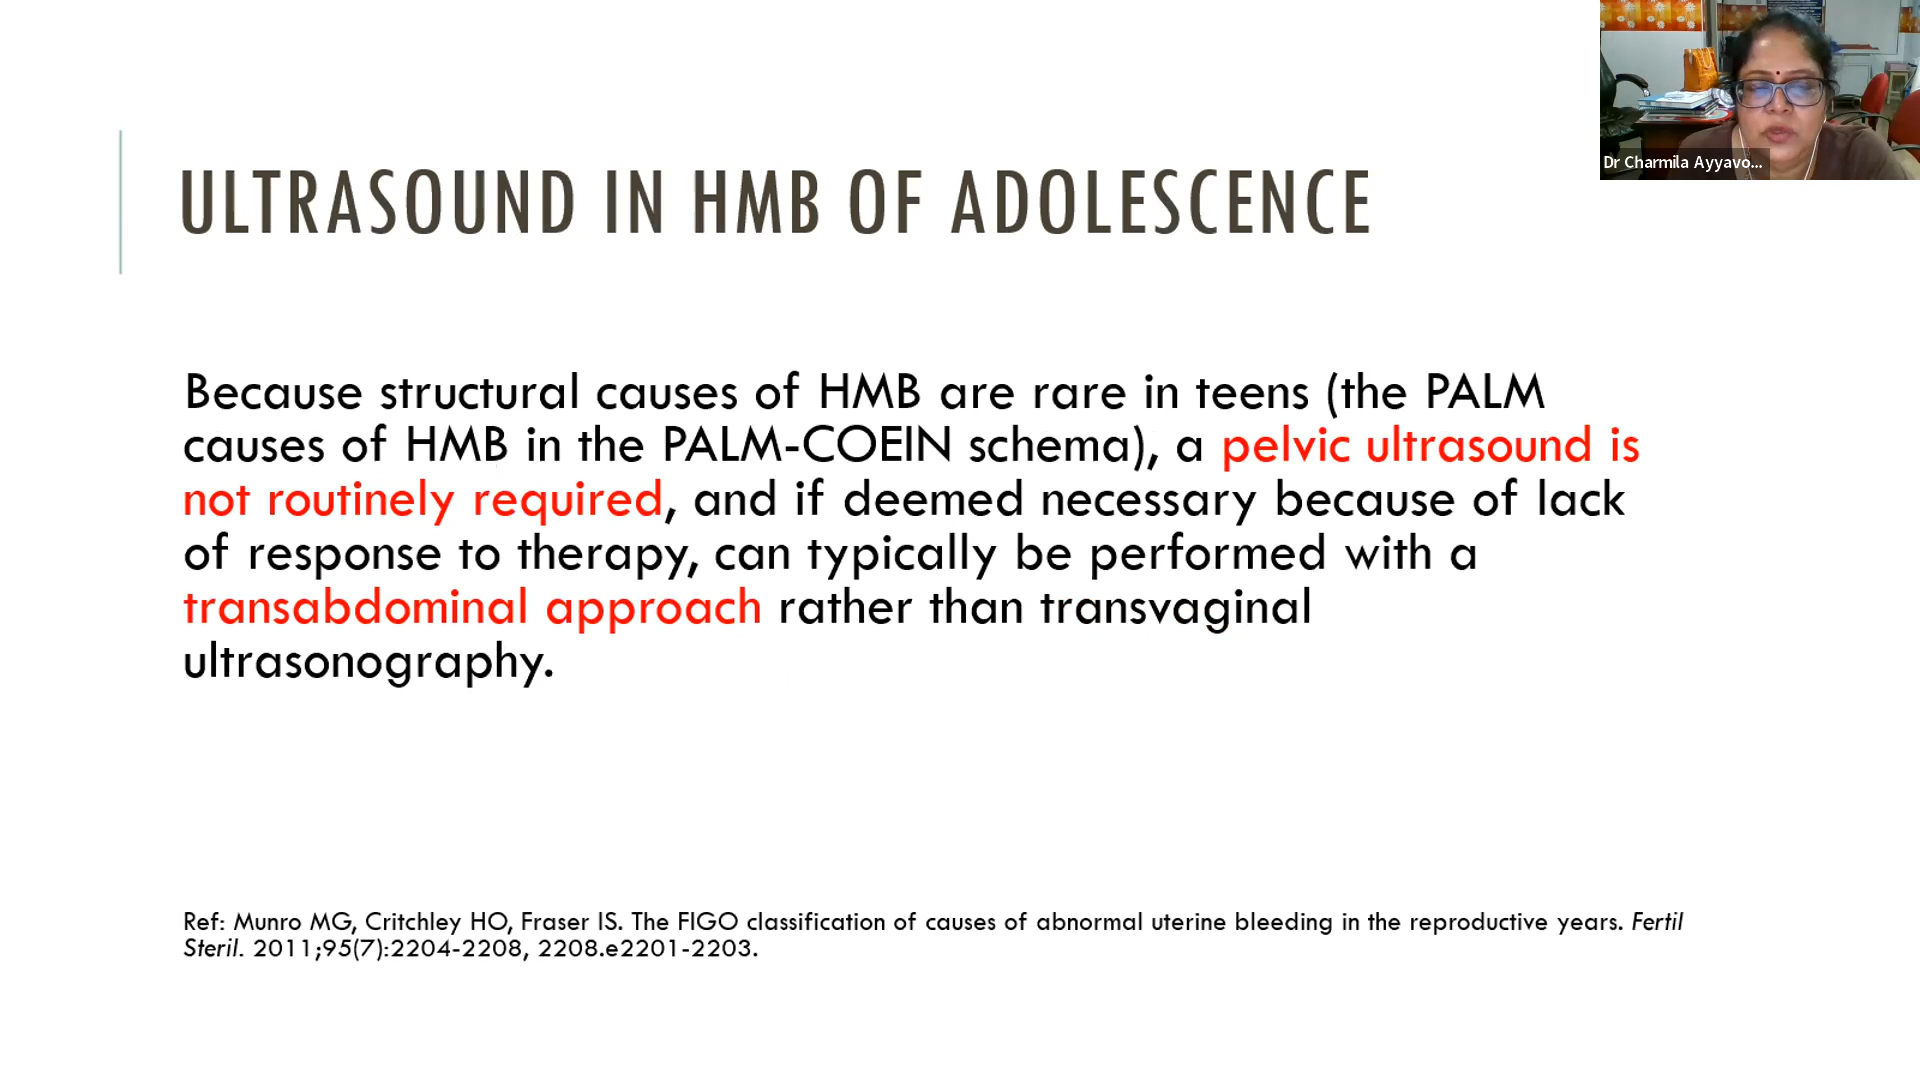 ULTRASOUND IN HMB OF ADOLESCENCE
Dr Charmila Ayyavo...
Because structural causes of HMB are rare in teens (the PALM
causes of HMB in the PALM-COEIN schema), a pelvic ultrasound is
not routinely required, and if deemed necessary because of lack
of response to therapy, can typically be performed with a
transabdominal approach rather than transvaginal
ultrasonography.
Ref: Munro MG, Critchley HO, Fraser IS. The FIGO classification of causes of abnormal uterine bleeding in the reproductive years. Fertil
Steril. 2011;95(7):2204-2208, 2208.e2201-2203.